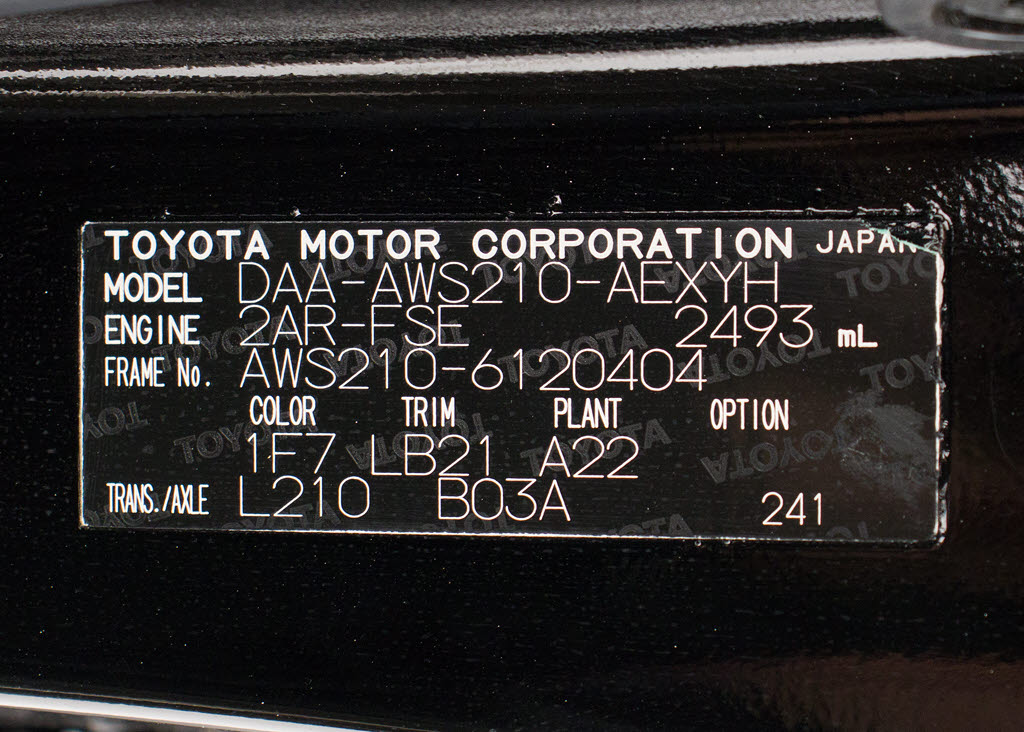 TOYOTA MOTOR CORPORATION JAPAN
MODEL DAA-AWS210-AEXYH
ENGINE 2AR-FSE 2493 mL
FRAME No. AWS210-6120404
COLOR TRIM PLANT OPTION
1F7 LB21 A22
TRANS./AXLE L210 B03A 241